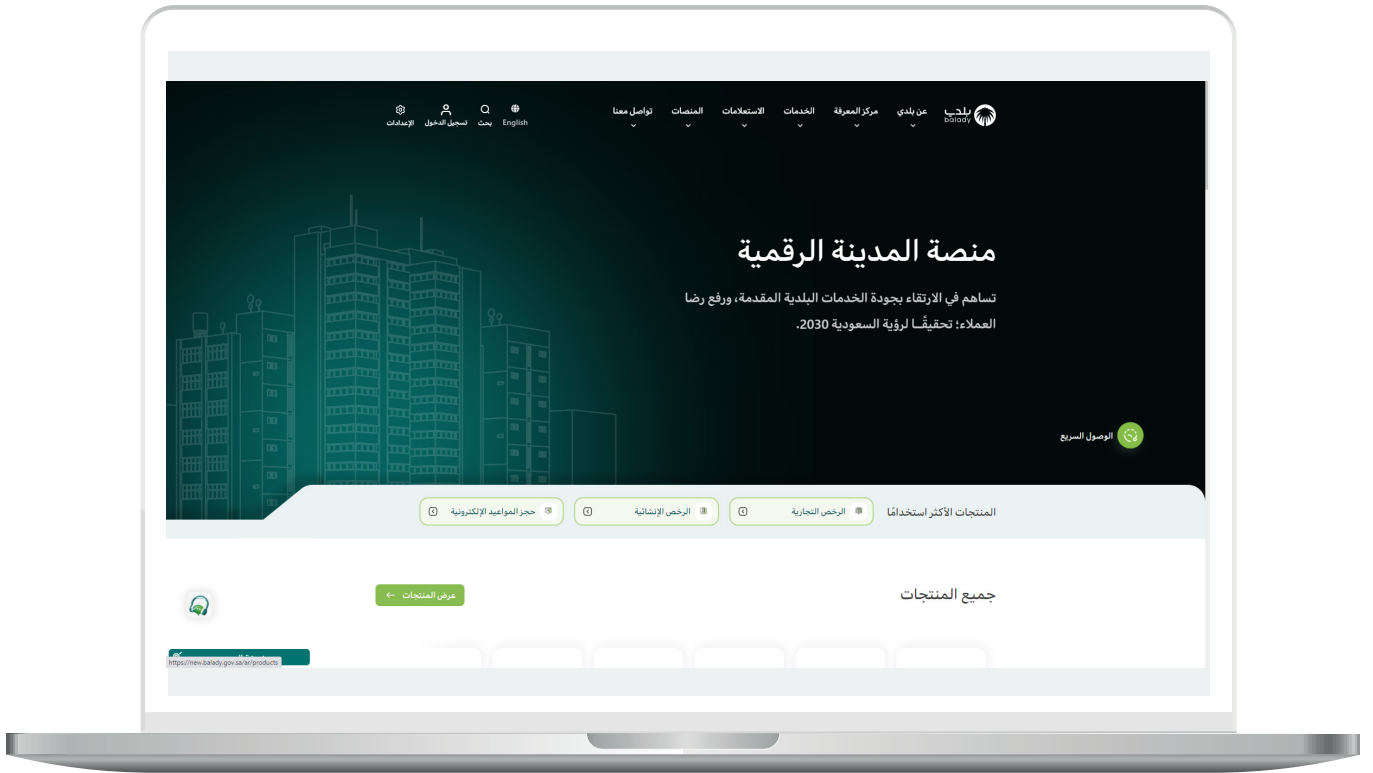 بلدي
balady
عن بلدي
مركز المعرفة
الخدمات
الاستعلامات
المنصات
تواصل معنا
English
بحث
تسجيل الدخول
الإعدادات
منصة المدينة الرقمية
تساهم في الارتقاء بجودة الخدمات البلدية المقدمة، ورفع رضا
العملاء؛ تحقيقًـا لرؤية السعودية 2030.
الوصول السريع
المنتجات الأكثر استخدامًا
الرخص التجارية
الرخص الإنشائية
حجز المواعيد الإلكترونية
جميع المنتجات
عرض المنتجات
https://new.balady.gov.sa/ar/products